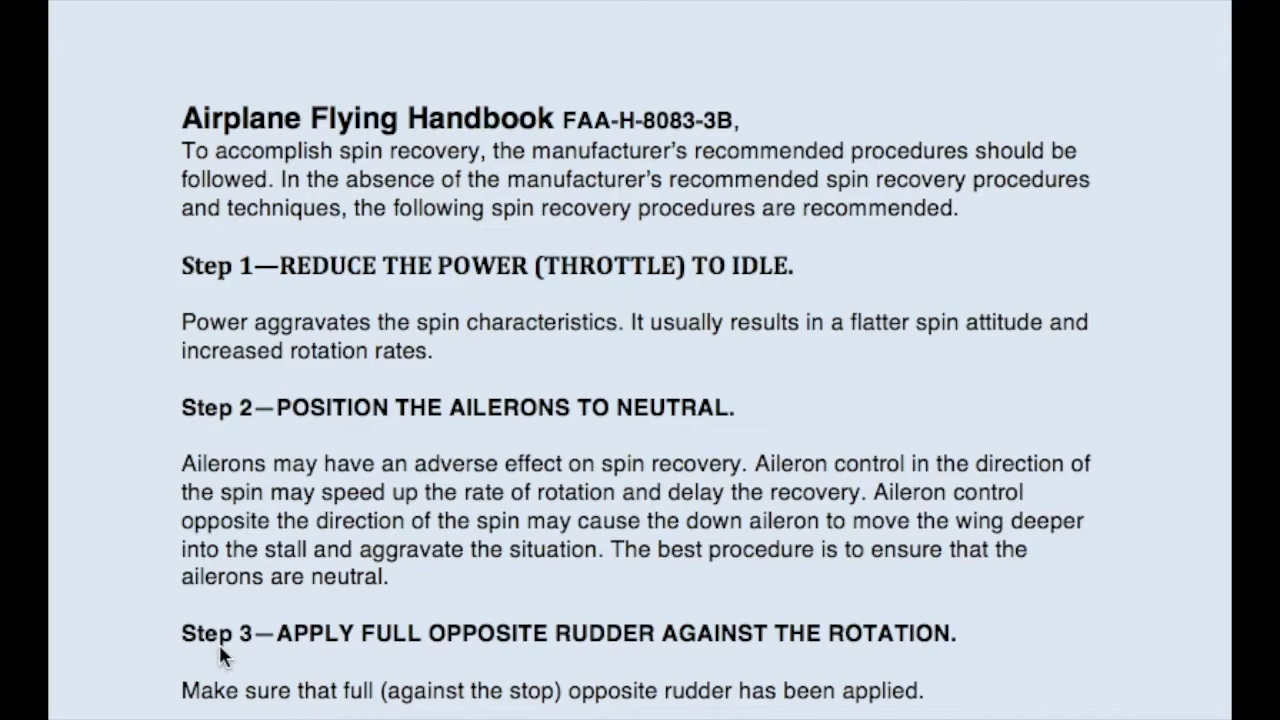 Airplane Flying Handbook FAA-H-8083-3B,
To accomplish spin recovery, the manufacturer’s recommended procedures should be
followed. In the absence of the manufacturer’s recommended spin recovery procedures
and techniques, the following spin recovery procedures are recommended.
Step 1—REDUCE THE POWER (THROTTLE) TO IDLE.
Power aggravates the spin characteristics. It usually results in a flatter spin attitude and
increased rotation rates.
Step 2—POSITION THE AILERONS TO NEUTRAL.
Ailerons may have an adverse effect on spin recovery. Aileron control in the direction of
the spin may speed up the rate of rotation and delay the recovery. Aileron control
opposite the direction of the spin may cause the down aileron to move the wing deeper
into the stall and aggravate the situation. The best procedure is to ensure that the
ailerons are neutral.
Step 3—APPLY FULL OPPOSITE RUDDER AGAINST THE ROTATION.
Make sure that full (against the stop) opposite rudder has been applied.